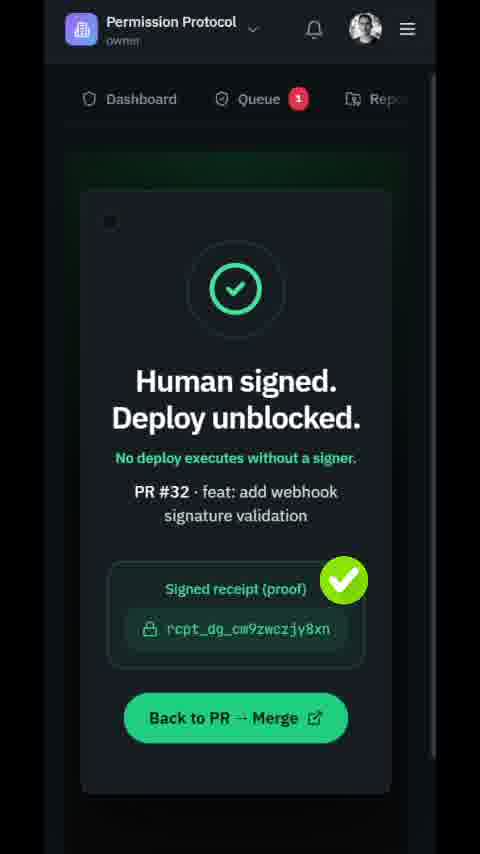 Permission Protocol
owner
Dashboard
Queue
1
Human signed.
Deploy unblocked.
No deploy executes without a signer.
PR #32 · feat: add webhook
signature validation
Signed receipt (proof)
rcpt_dg_cm9zwczjy8xn
Back to PR — Merge